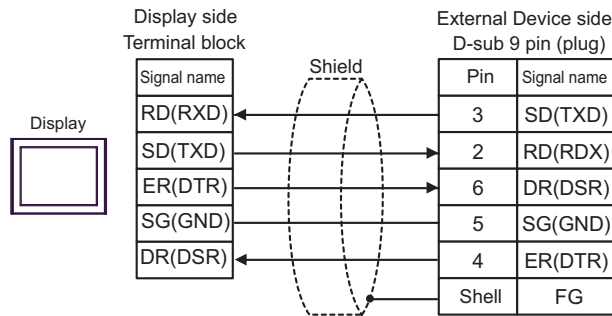 Display side
Terminal block
External Device side
D-sub 9 pin (plug)
Signal name
Shield
Pin
Signal name
RD(RXD)
3
SD(TXD)
Display
SD(TXD)
2
RD(RDX)
ER(DTR)
6
DR(DSR)
SG(GND)
5
SG(GND)
DR(DSR)
4
ER(DTR)
Shell
FG